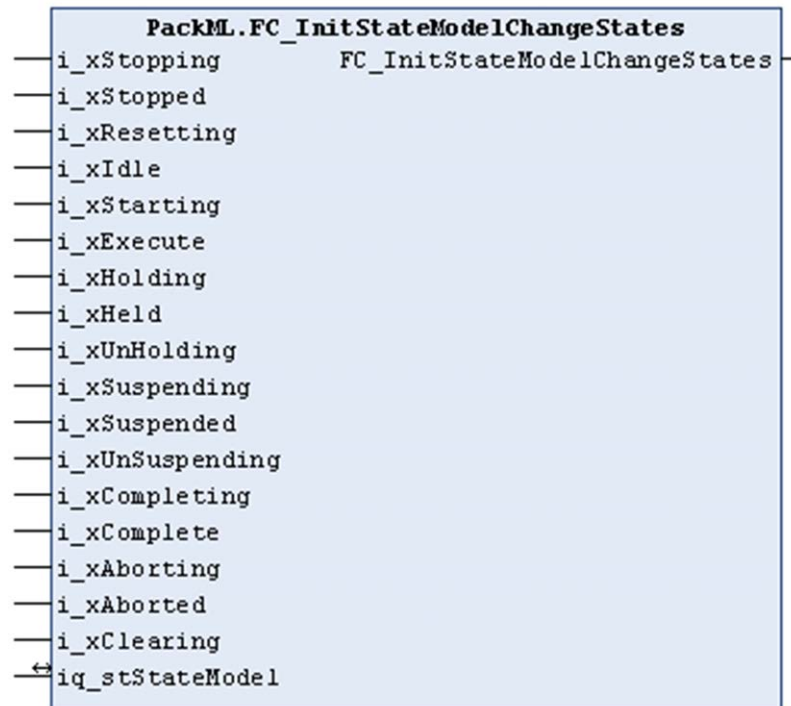 PackML.FC_InitStateModelChangeStates
i_xStopping FC_InitStateModelChangeStates
i_xStopped
i_xResetting
i_xIdle
i_xStarting
i_xExecute
i_xHolding
i_xHeld
i_xUnHolding
i_xSuspending
i_xSuspended
i_xUnSuspending
i_xCompleting
i_xComplete
i_xAborting
i_xAborted
i_xClearing
iq_stStateModel